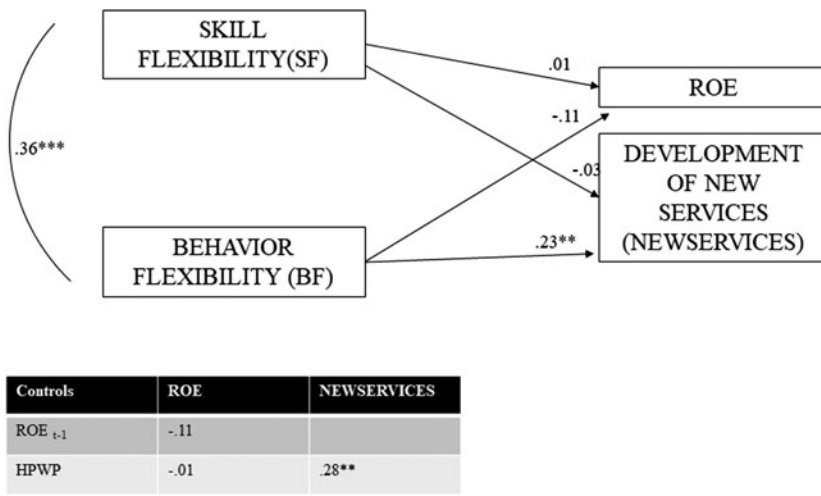 SKILL
FLEXIBILITY(SF)
.01
ROE
-.11
.36***
-.03
DEVELOPMENT
OF NEW
SERVICES
(NEWSERVICES)
BEHAVIOR
FLEXIBILITY (BF)
.23**
Controls ROE NEWSERVICES
ROE t-1 -.11
HPWP -.01 .28**